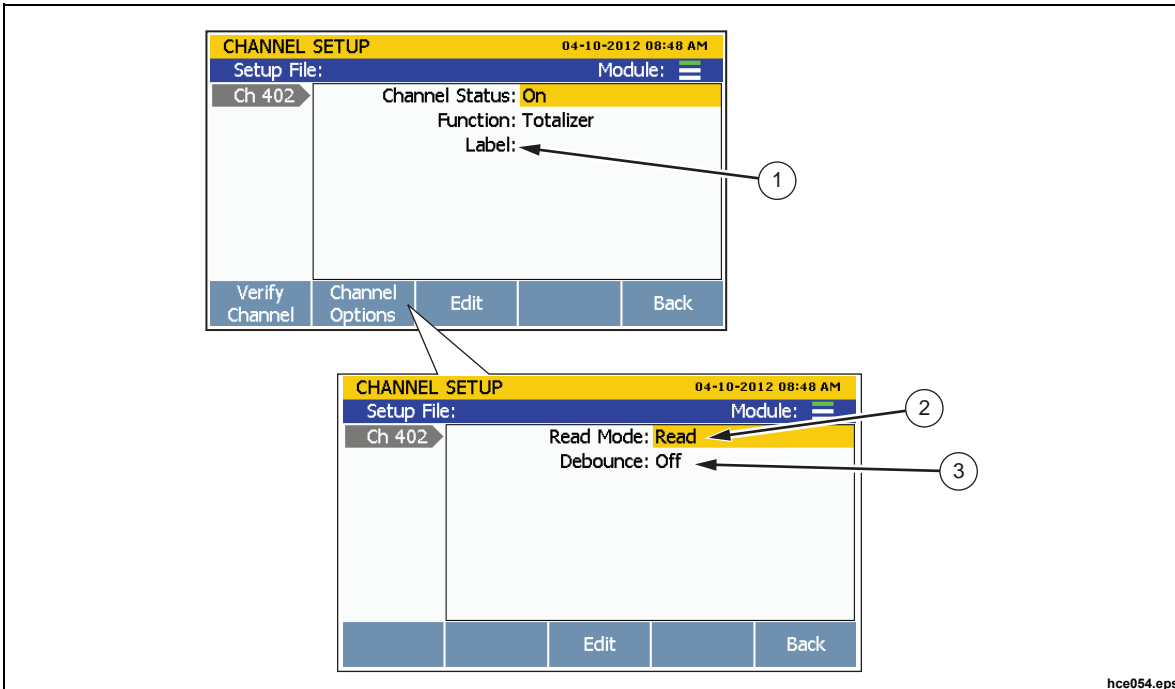 CHANNEL SETUP 04-10-2012 08:48 AM
Setup File: Module:
Ch 402 Channel Status: On
Function: Totalizer
Label:
1
Verify Channel Channel Options Edit Back
CHANNEL SETUP 04-10-2012 08:48 AM
Setup File: Module:
2
Ch 402 Read Mode: Read
Debounce: Off
3
Edit Back
hce054.eps